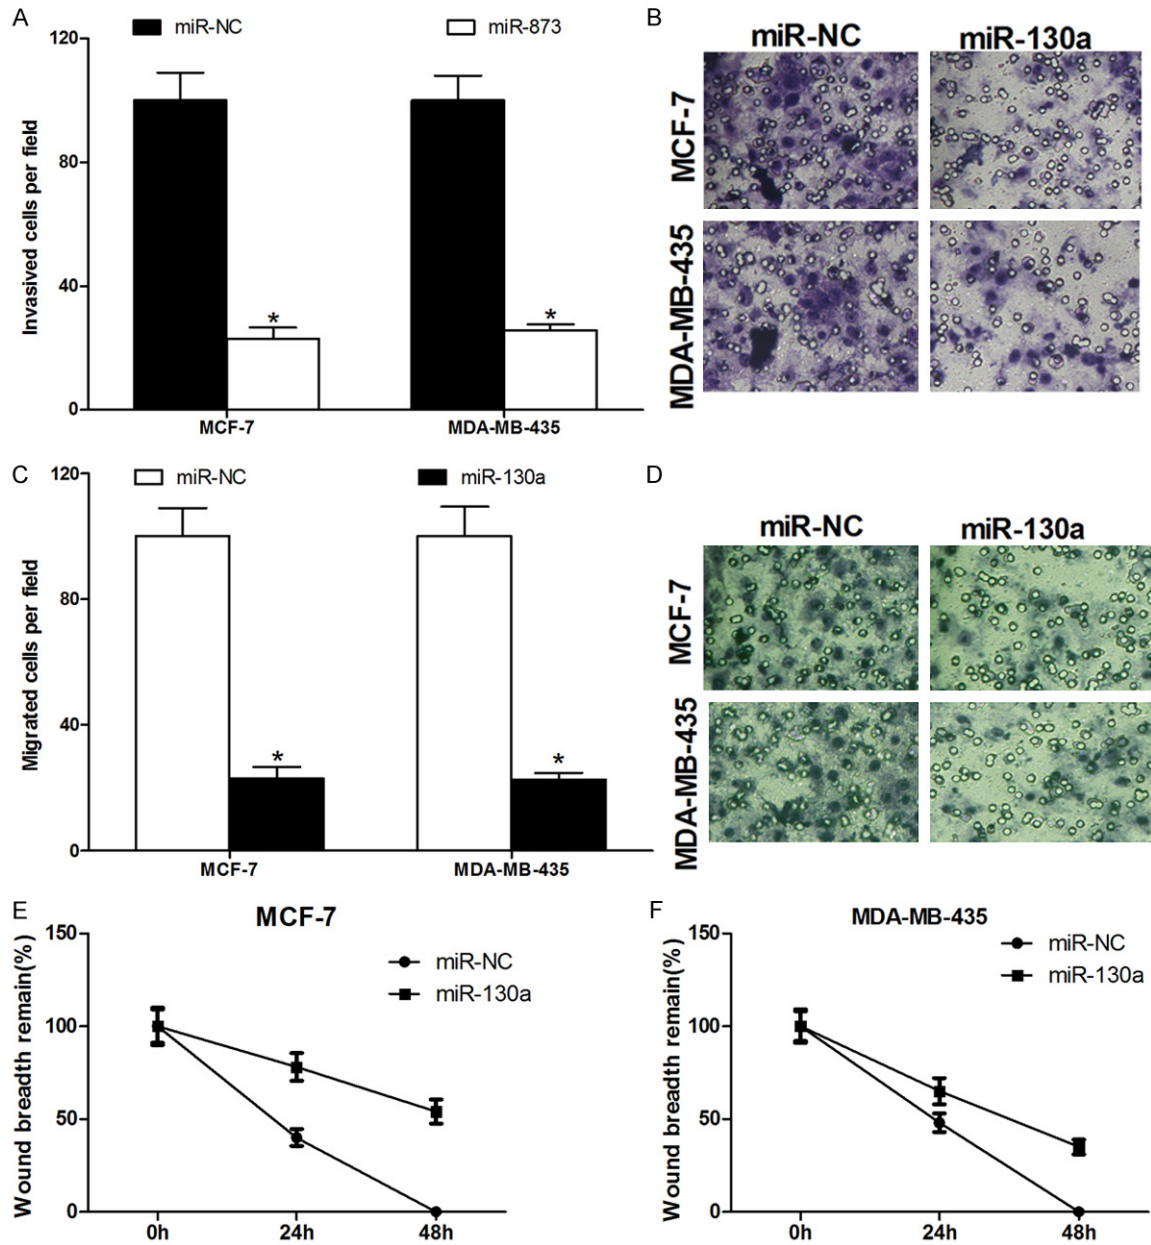 A
miR-NC
miR-873
120
80
40
0
Invasived cells per field
*
*
MCF-7
MDA-MB-435
B
miR-NC
miR-130a
MCF-7
MDA-MB-435
C
miR-NC
miR-130a
120
80
40
0
Migrated cells per field
*
*
MCF-7
MDA-MB-435
D
miR-NC
miR-130a
MCF-7
MDA-MB-435
E
MCF-7
miR-NC
miR-130a
150
100
50
0
Wound breadth remain(%)
0h
24h
48h
F
MDA-MB-435
miR-NC
miR-130a
150
100
50
0
Wound breadth remain(%)
0h
24h
48h